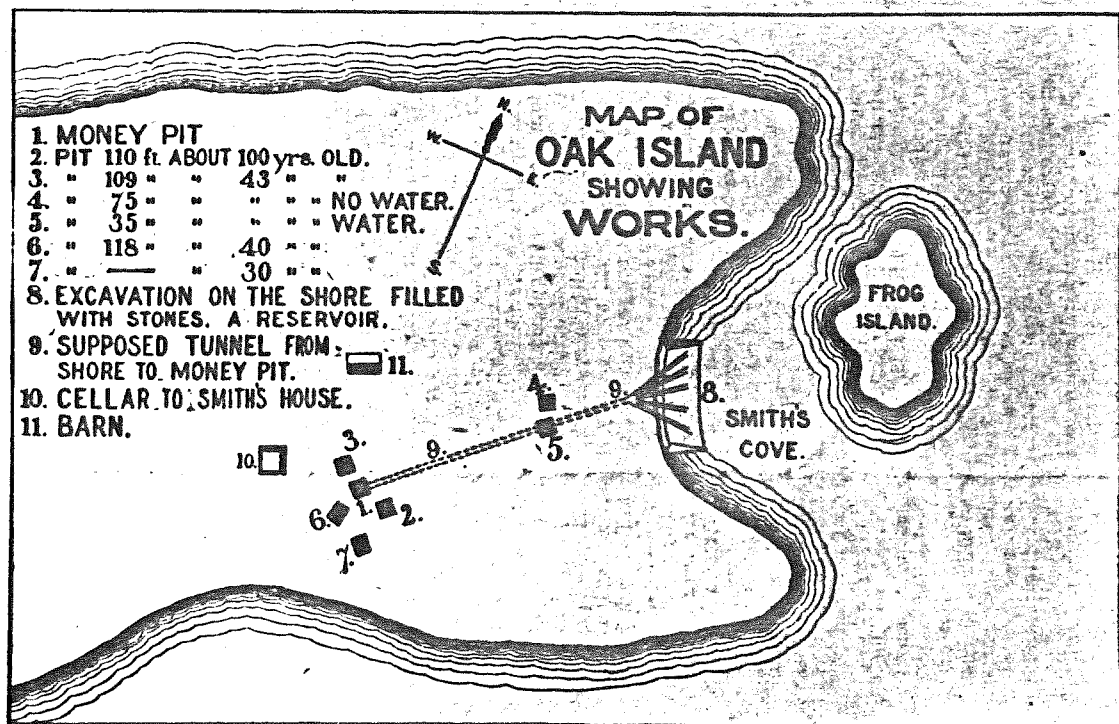 MAP OF
OAK ISLAND
SHOWING
WORKS.
N.
W.
E.
S.
1. MONEY PIT
2. PIT 110 ft. ABOUT 100 yrs. OLD.
3. " 109 " " 43 " "
4. " 75 " " " " " NO WATER.
5. " 35 " " " " " WATER.
6. " 118 " " 40 " "
7. " — " 30 " "
8. EXCAVATION ON THE SHORE FILLED
WITH STONES. A RESERVOIR.
9. SUPPOSED TUNNEL FROM
SHORE TO MONEY PIT.
10. CELLAR TO SMITH'S HOUSE.
11. BARN.
11.
FROG
ISLAND.
4.
9.
8.
SMITH'S
COVE.
5.
9.
3.
10.
1.
2.
6.
7.